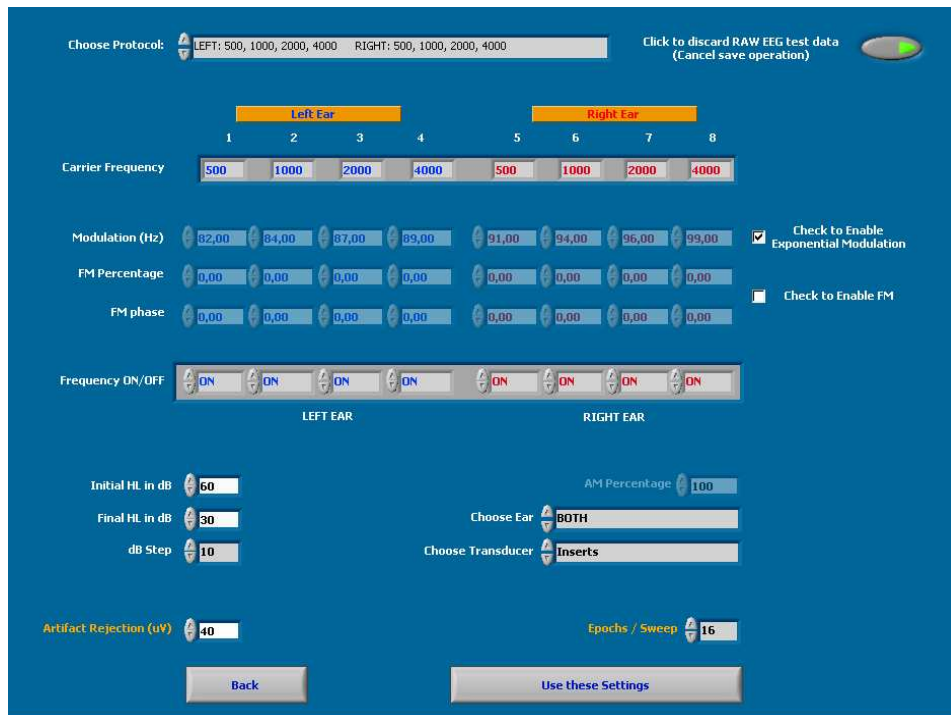 Choose Protocol: LEFT: 500, 1000, 2000, 4000 RIGHT: 500, 1000, 2000, 4000
Click to discard RAW EEG test data
(Cancel save operation)
Left Ear Right Ear
1 2 3 4 5 6 7 8
Carrier Frequency 500 1000 2000 4000 500 1000 2000 4000
Modulation (Hz) 82,00 84,00 87,00 89,00 91,00 94,00 96,00 99,00
Check to Enable
Exponential Modulation
FM Percentage 0,00 0,00 0,00 0,00 0,00 0,00 0,00 0,00
Check to Enable FM
FM phase 0,00 0,00 0,00 0,00 0,00 0,00 0,00 0,00
Frequency ON/OFF ON ON ON ON ON ON ON ON
LEFT EAR RIGHT EAR
Initial HL in dB 60 AM Percentage 100
Final HL in dB 30 Choose Ear BOTH
dB Step 10 Choose Transducer Inserts
Artifact Rejection (uV) 40 Epochs / Sweep 16
Back Use these Settings